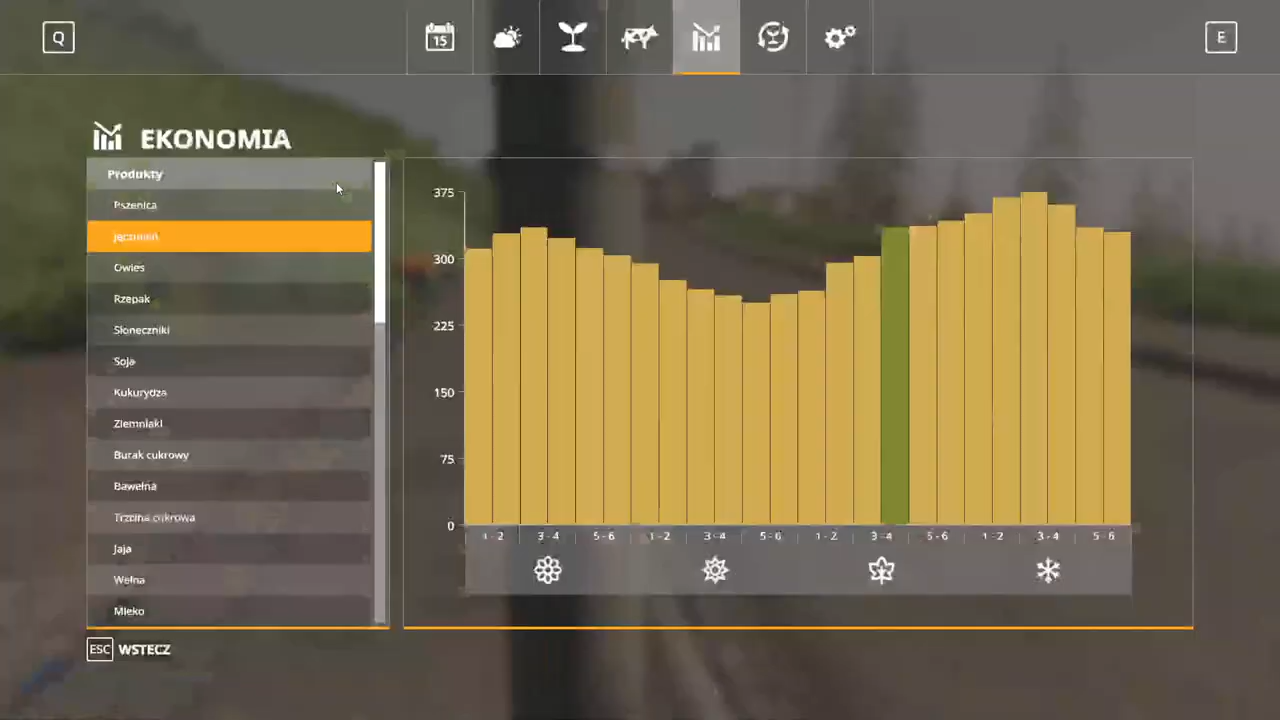 Q
15
E
EKONOMIA
Produkty
Pszenica
Jęczmień
Owies
Rzepak
Słoneczniki
Soja
Kukurydza
Ziemniaki
Burak cukrowy
Bawełna
Trzcina cukrowa
Jaja
Wełna
Mleko
375
300
225
150
75
0
1 - 2 3 - 4 5 - 6 1 - 2 3 - 4 5 - 6 1 - 2 3 - 4 5 - 6 1 - 2 3 - 4 5 - 6
ESC WSTECZ